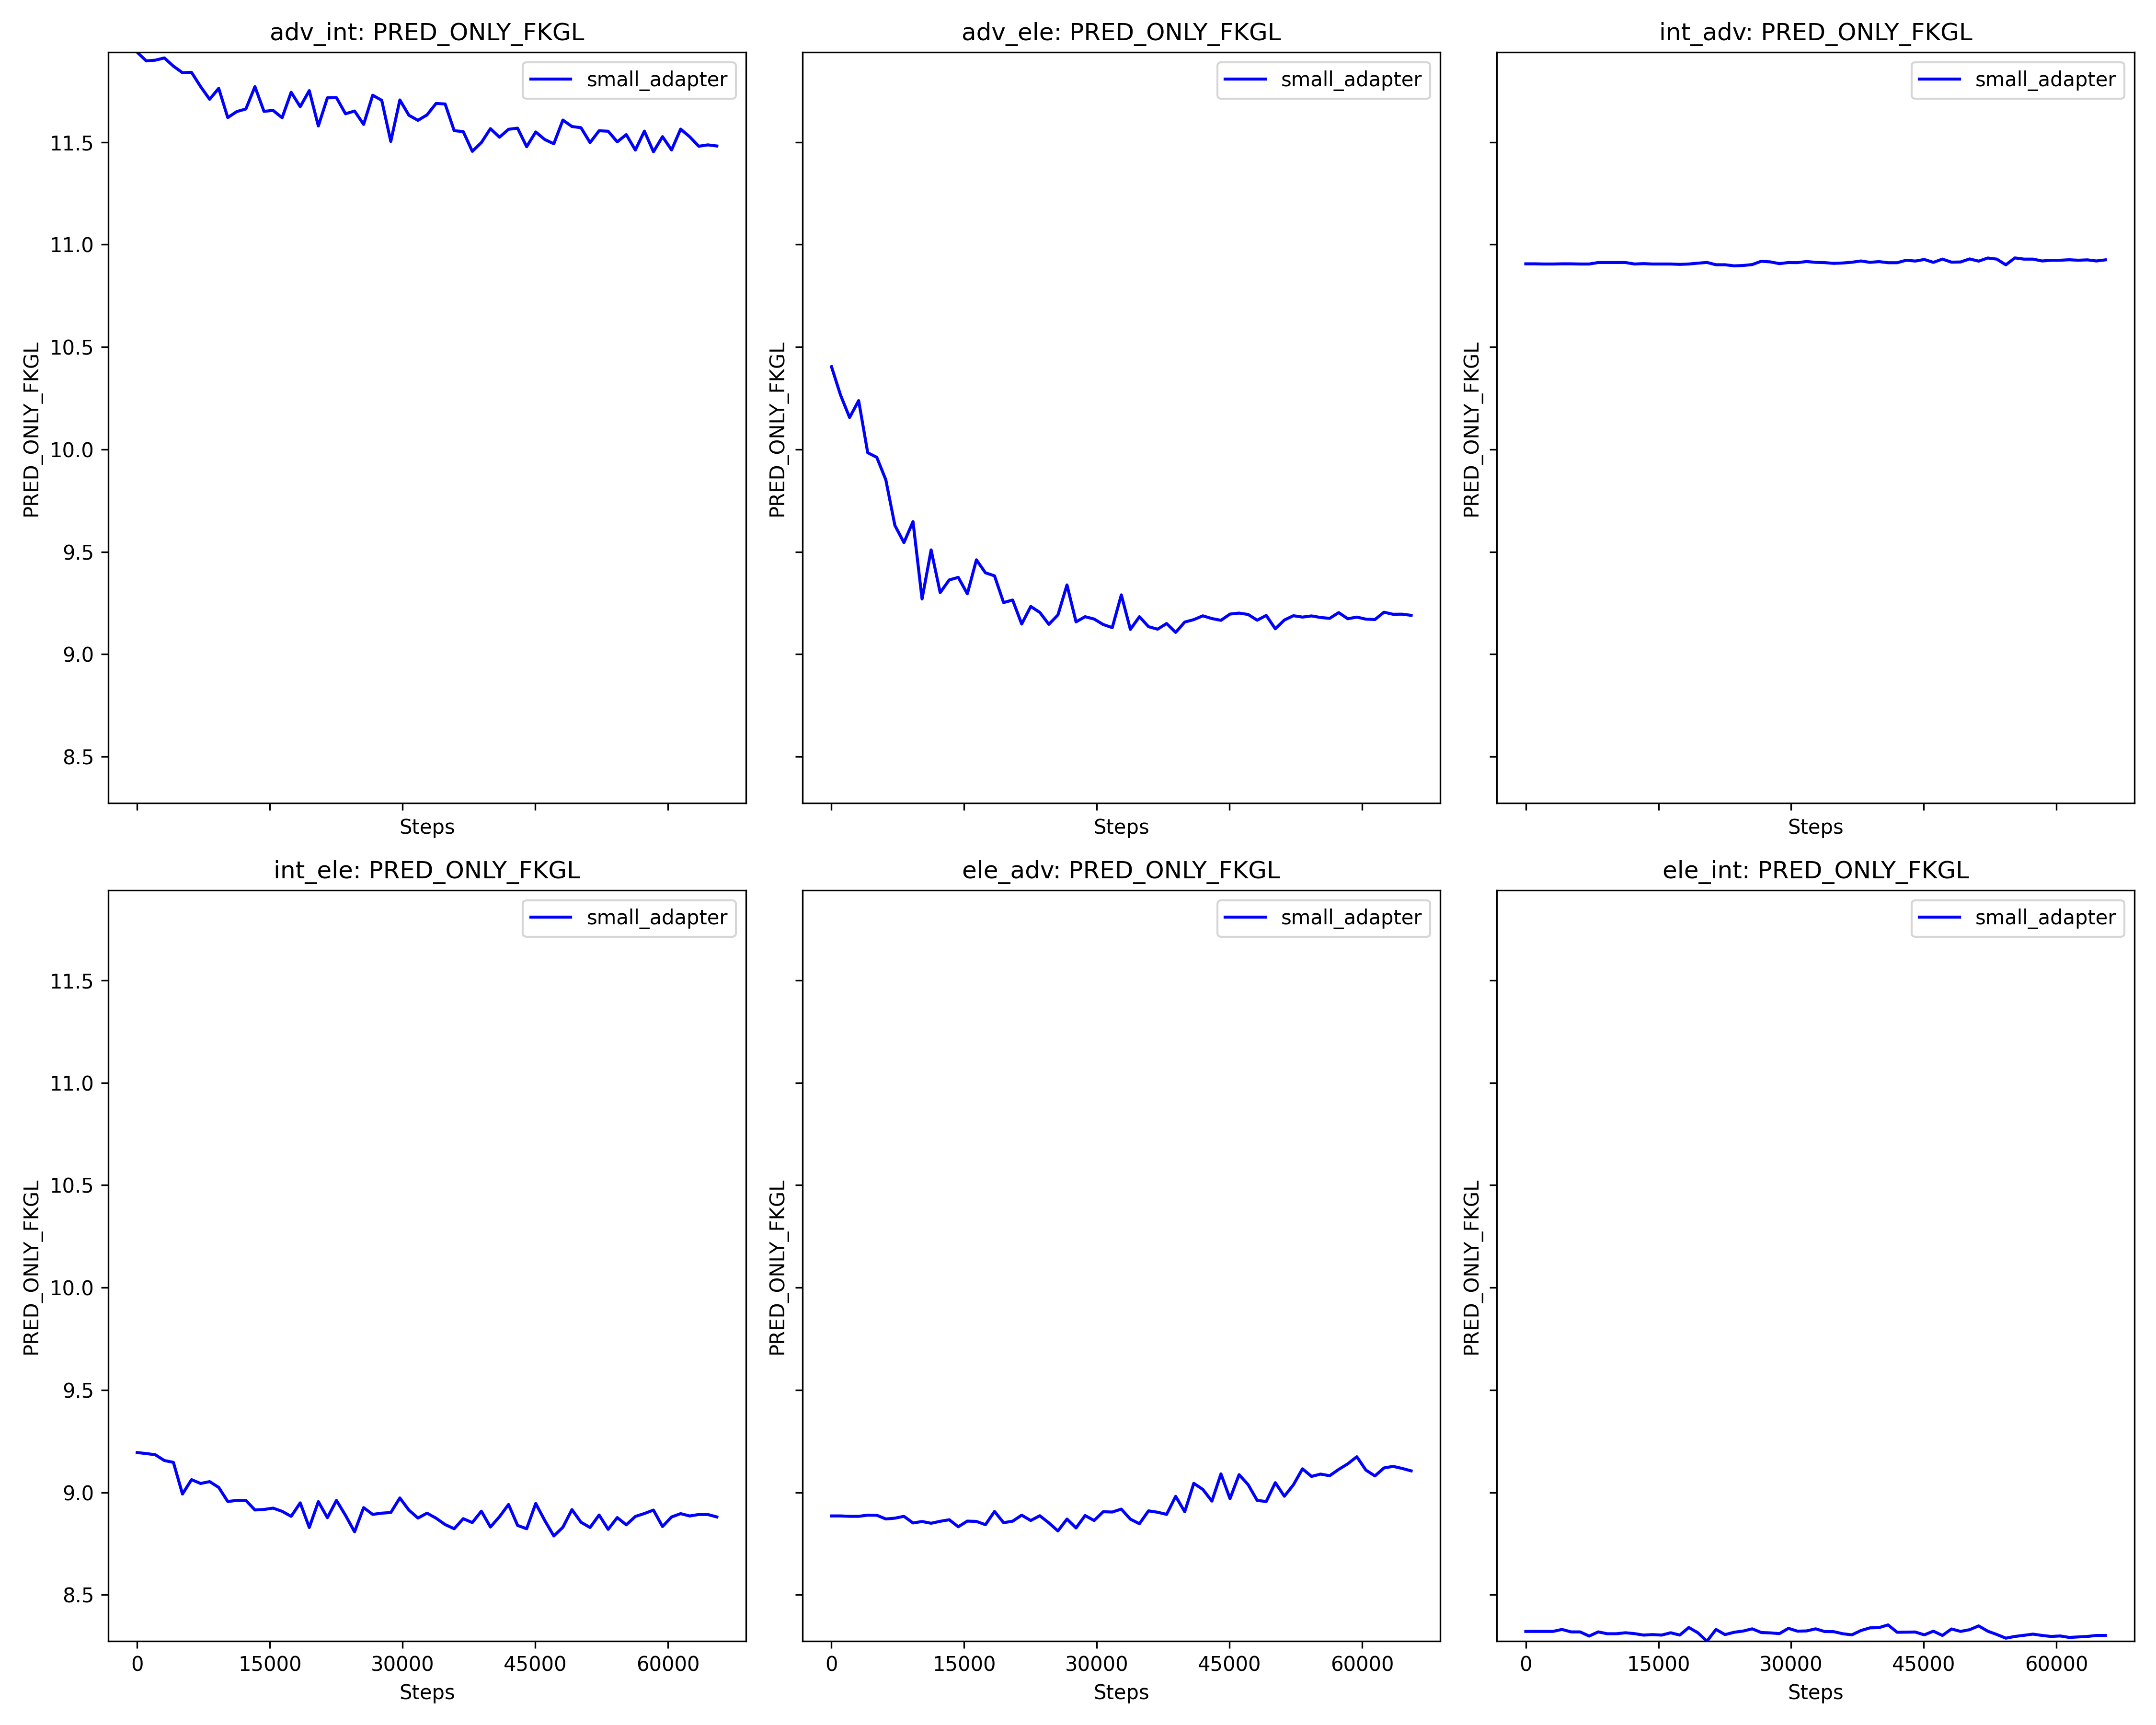 adv_int: PRED_ONLY_FKGL
adv_ele: PRED_ONLY_FKGL
int_adv: PRED_ONLY_FKGL
small_adapter
small_adapter
small_adapter
11.5
11.0
10.5
10.0
9.5
9.0
8.5
PRED_ONLY_FKGL
PRED_ONLY_FKGL
PRED_ONLY_FKGL
Steps
Steps
Steps
int_ele: PRED_ONLY_FKGL
ele_adv: PRED_ONLY_FKGL
ele_int: PRED_ONLY_FKGL
small_adapter
small_adapter
small_adapter
11.5
11.0
10.5
10.0
9.5
9.0
8.5
PRED_ONLY_FKGL
PRED_ONLY_FKGL
PRED_ONLY_FKGL
0 15000 30000 45000 60000
0 15000 30000 45000 60000
0 15000 30000 45000 60000
Steps
Steps
Steps